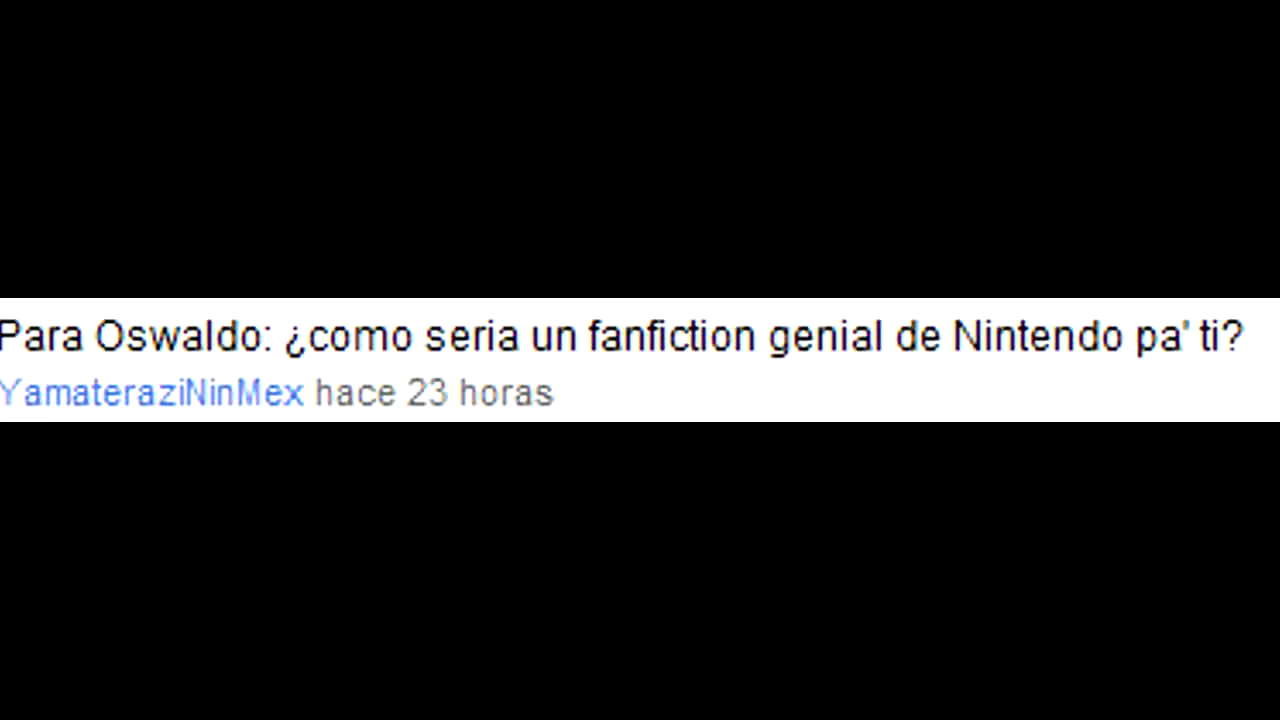 Para Oswaldo: ¿como seria un fanfiction genial de Nintendo pa' ti?
YamateraziNinMex hace 23 horas